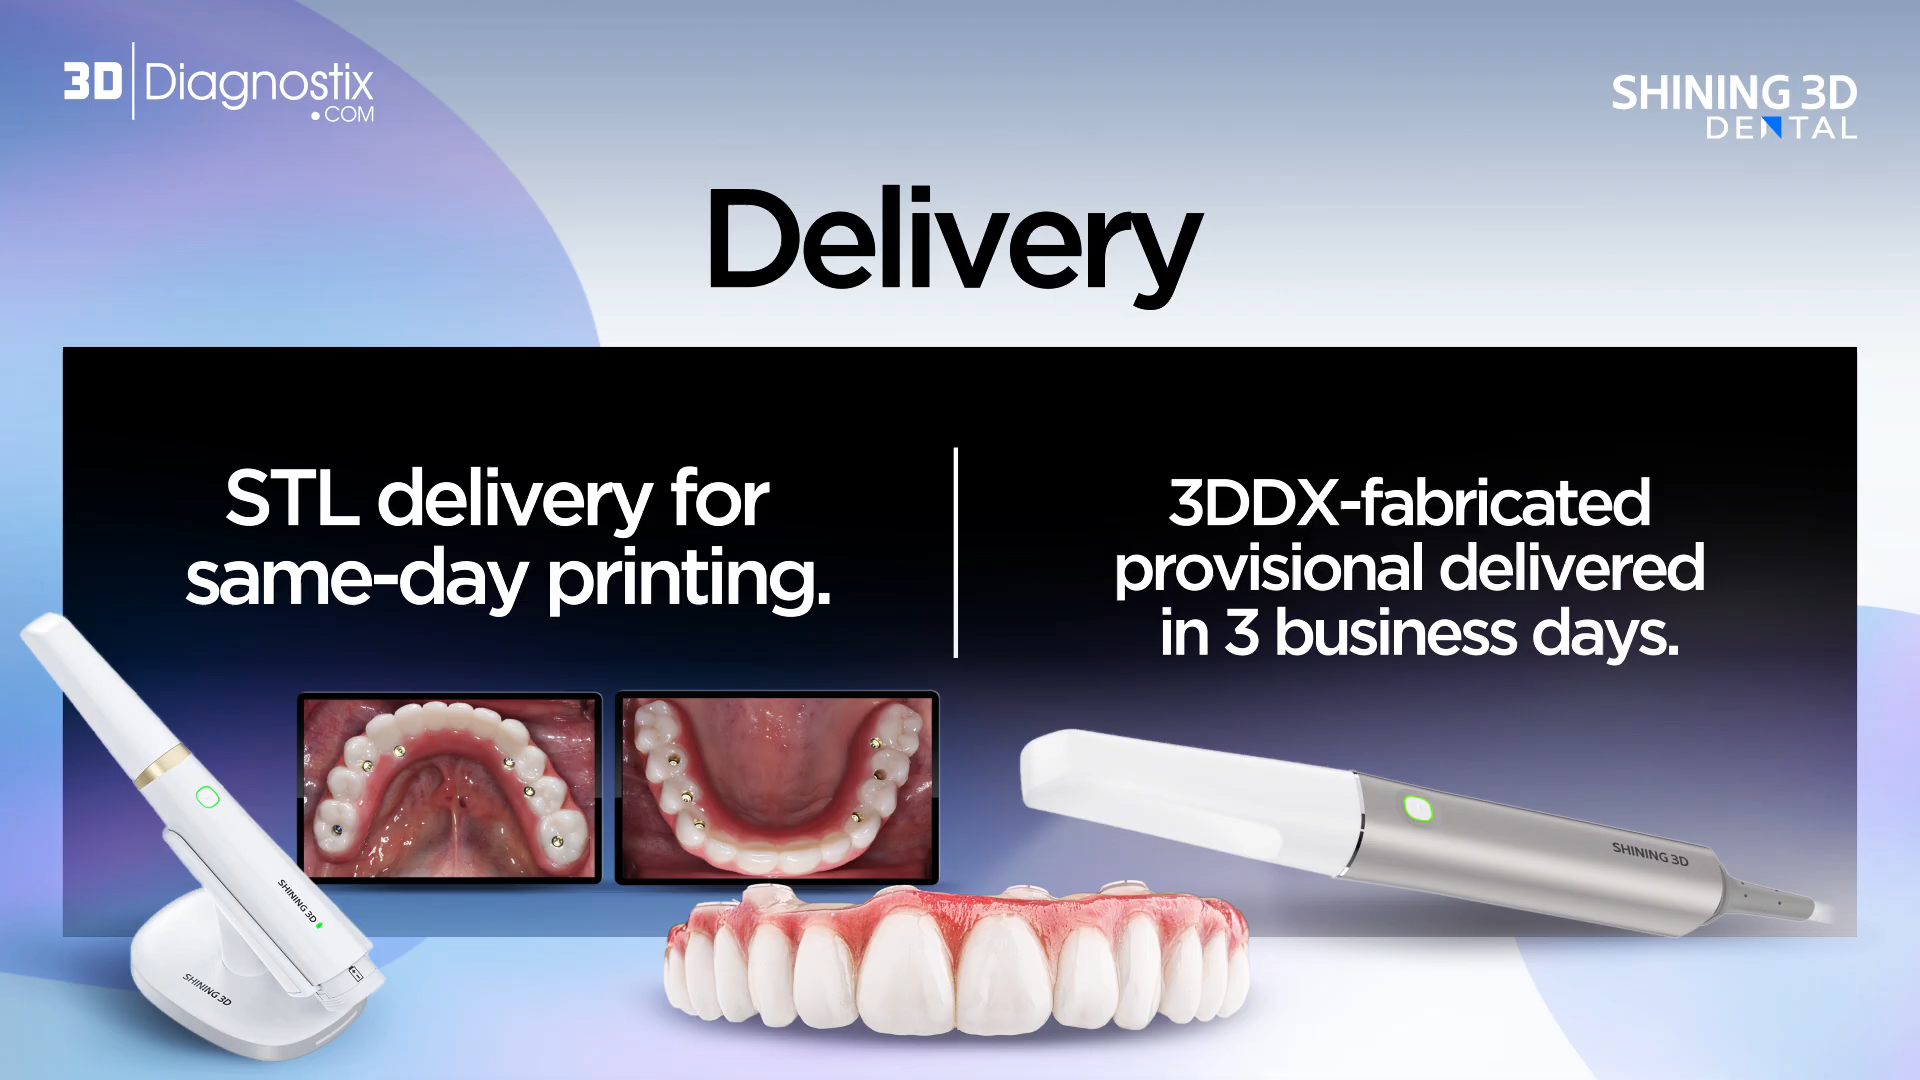 3D Diagnostix
.COM
SHINING 3D
DENTAL
Delivery
STL delivery for
same-day printing.
3DDX-fabricated
provisional delivered
in 3 business days.
SHINING 3D
SHINING 3D
SHINING 3D